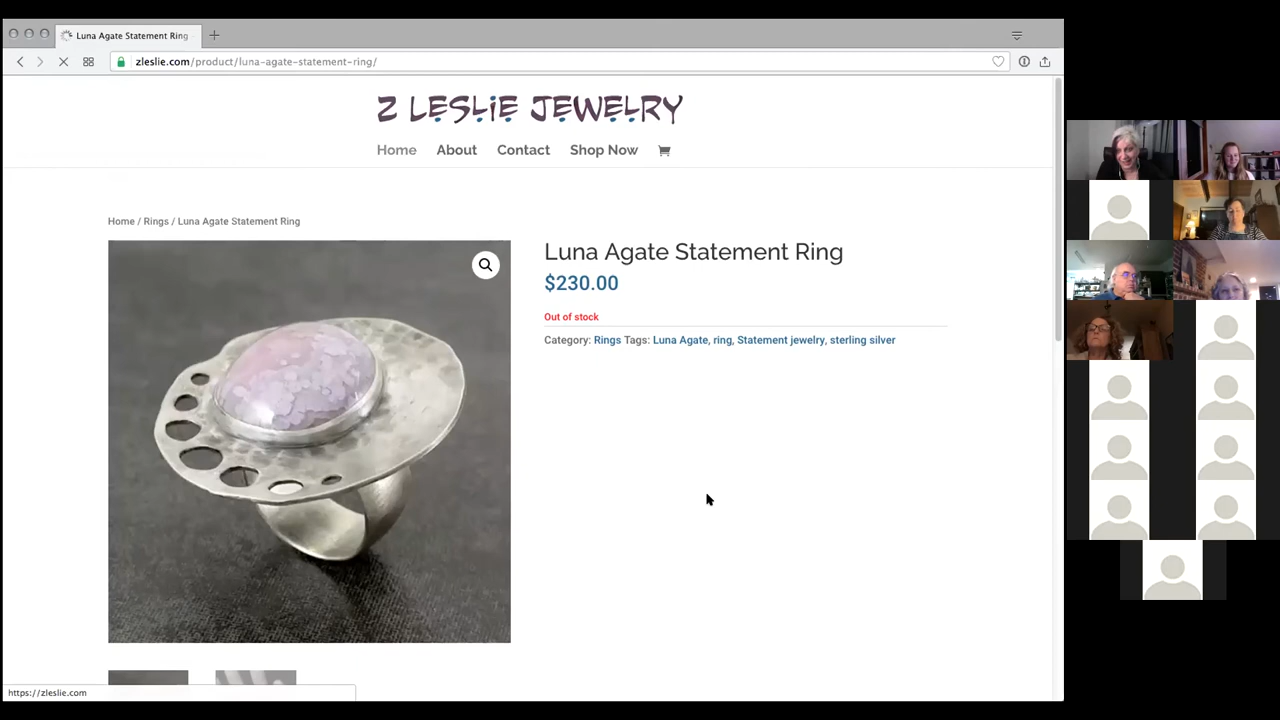 Luna Agate Statement Ring
zleslie.com/product/luna-agate-statement-ring/
Z LESLIE JEWELRY
Home About Contact Shop Now
Home / Rings / Luna Agate Statement Ring
Luna Agate Statement Ring
$230.00
Out of stock
Category: Rings Tags: Luna Agate, ring, Statement jewelry, sterling silver
https://zleslie.com